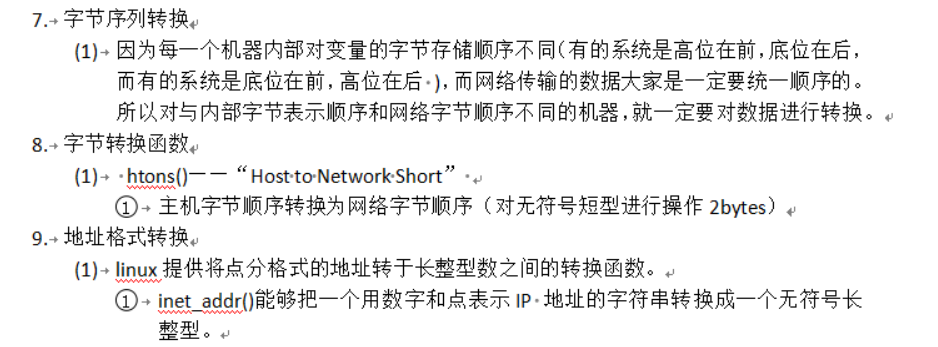 7. 字节序列转换
(1) 因为每一个机器内部对变量的字节存储顺序不同(有的系统是高位在前,底位在后,
而有的系统是底位在前,高位在后 ),而网络传输的数据大家是一定要统一顺序的。
所以对与内部字节表示顺序和网络字节顺序不同的机器,就一定要对数据进行转换。
8. 字节转换函数
(1) htons()——“Host to Network Short”
① 主机字节顺序转换为网络字节顺序（对无符号短型进行操作 2bytes）
9. 地址格式转换
(1) linux 提供将点分格式的地址转于长整型数之间的转换函数。
① inet_addr()能够把一个用数字和点表示 IP 地址的字符串转换成一个无符号长
整型。